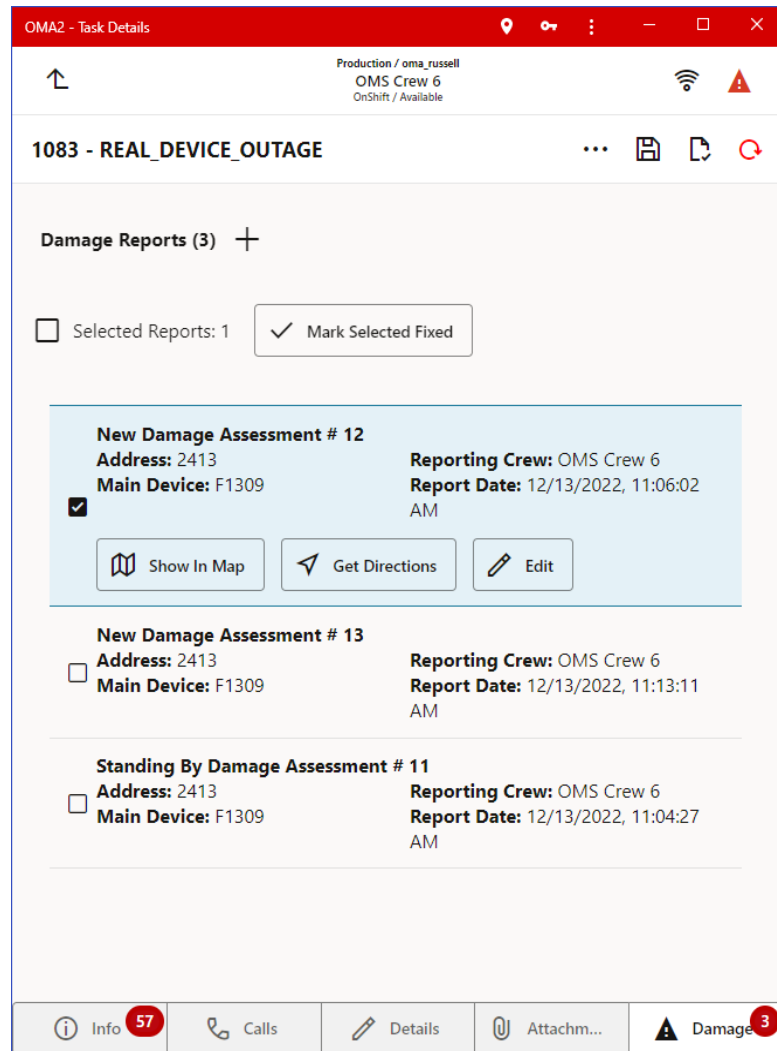 OMA2 - Task Details
Production / oma_russell
OMS Crew 6
OnShift / Available
1083 - REAL_DEVICE_OUTAGE
Damage Reports (3)
Selected Reports: 1
Mark Selected Fixed
New Damage Assessment # 12
Address: 2413
Reporting Crew: OMS Crew 6
Main Device: F1309
Report Date: 12/13/2022, 11:06:02
AM
Show In Map
Get Directions
Edit
New Damage Assessment # 13
Address: 2413
Reporting Crew: OMS Crew 6
Main Device: F1309
Report Date: 12/13/2022, 11:13:11
AM
Standing By Damage Assessment # 11
Address: 2413
Reporting Crew: OMS Crew 6
Main Device: F1309
Report Date: 12/13/2022, 11:04:27
AM
Info 57
Calls
Details
Attachm...
Damage 3